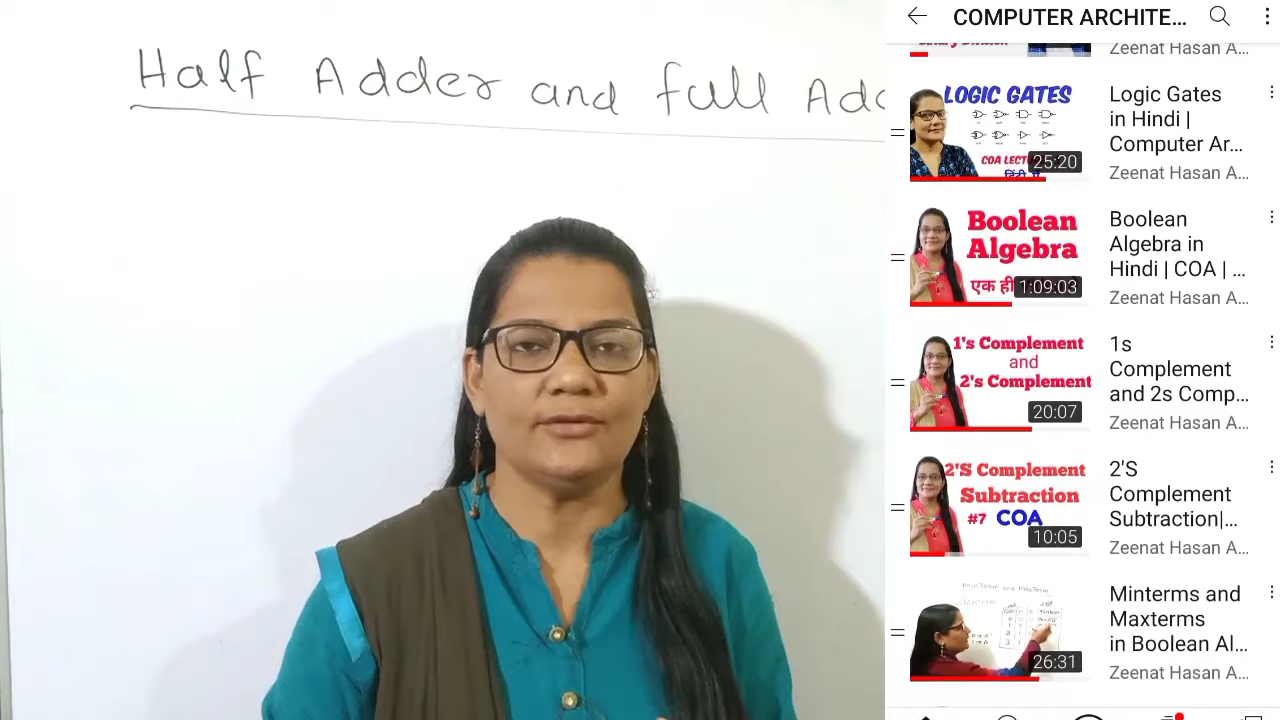 Half Adder and full Add
COMPUTER ARCHITE...
Zeenat Hasan A...
LOGIC GATES
25:20
Logic Gates
in Hindi |
Computer Ar...
Zeenat Hasan A...
Boolean
Algebra
एक ही
1:09:03
Boolean
Algebra in
Hindi | COA | ...
Zeenat Hasan A...
1's Complement
and
2's Complement
20:07
1s
Complement
and 2s Comp...
Zeenat Hasan A...
2'S Complement
Subtraction
#7 COA
10:05
2'S
Complement
Subtraction|...
Zeenat Hasan A...
26:31
Minterms and
Maxterms
in Boolean Al...
Zeenat Hasan A...